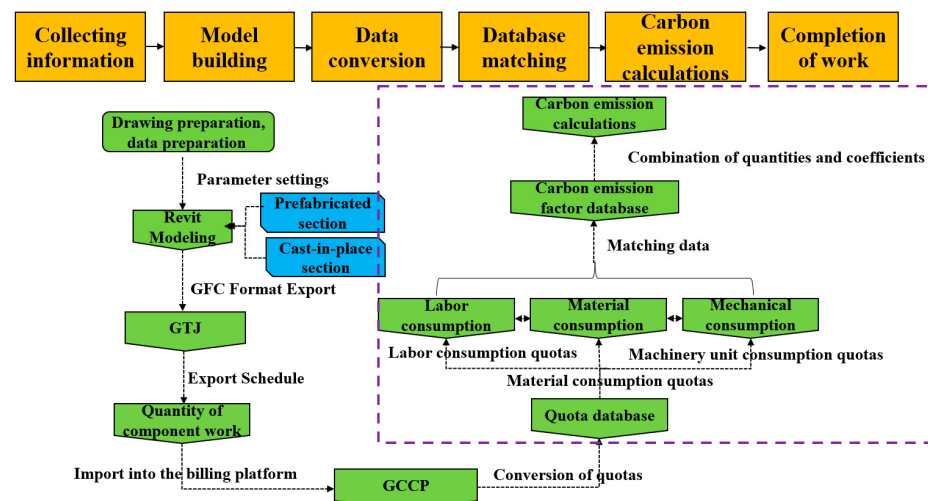 Collecting
information
Model
building
Data
conversion
Database
matching
Carbon
emission
calculations
Completion
of work
Drawing preparation,
data preparation
Parameter settings
Revit
Modeling
Prefabricated
section
Cast-in-place
section
GFC Format Export
GTJ
Export Schedule
Quantity of
component work
Import into the billing platform
GCCP
Conversion of quotas
Carbon emission
calculations
Combination of quantities and coefficients
Carbon emission
factor database
Matching data
Labor
consumption
Material
consumption
Mechanical
consumption
Labor consumption quotas
Machinery unit consumption quotas
Material consumption quotas
Quota database